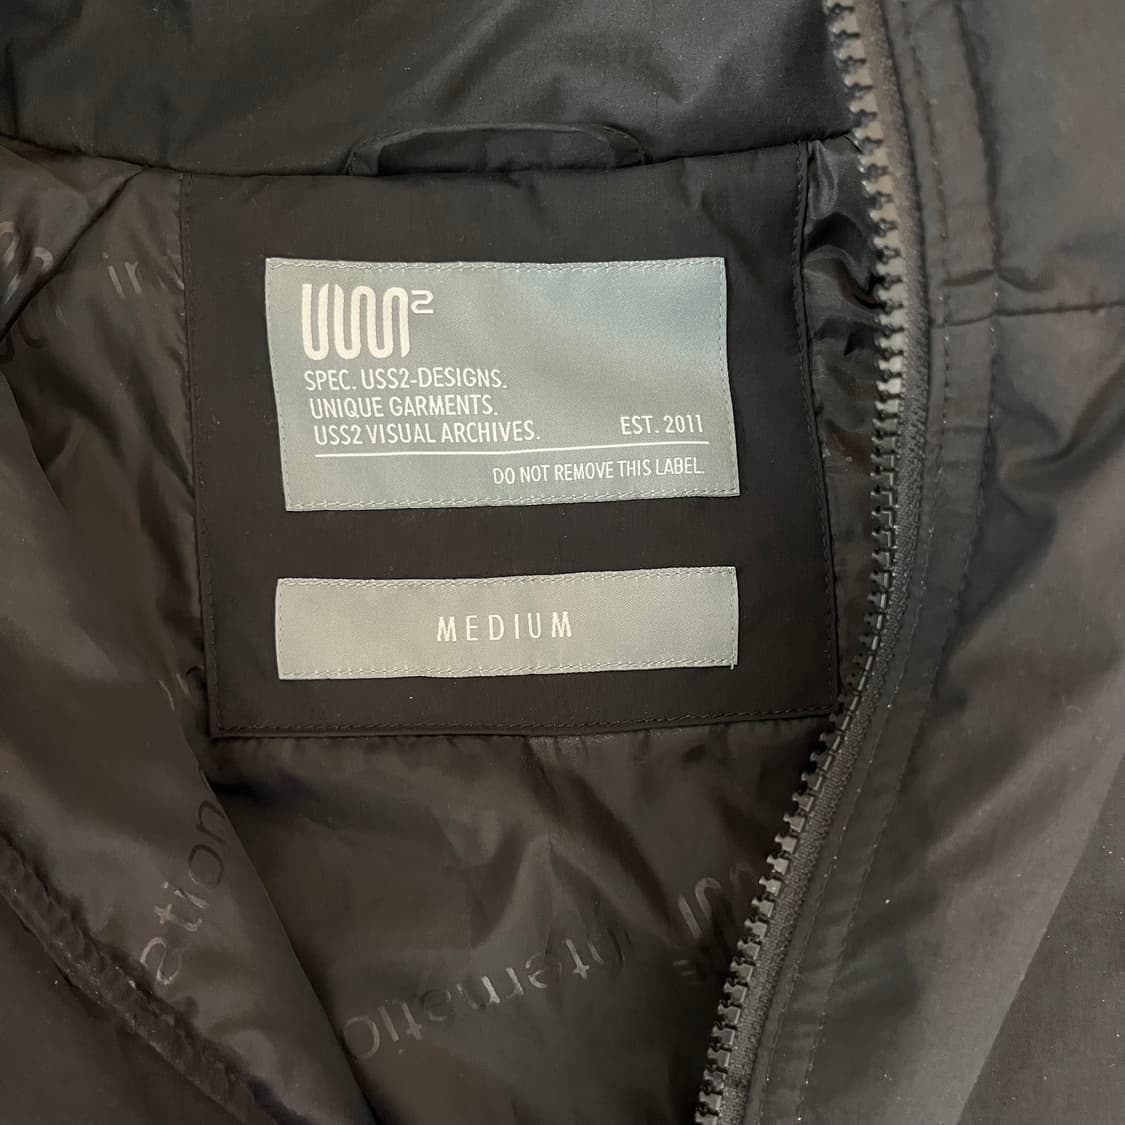 SPEC. USS2-DESIGNS.
UNIQUE GARMENTS.
USS2 VISUAL ARCHIVES.
EST. 2011
DO NOT REMOVE THIS LABEL.
MEDIUM